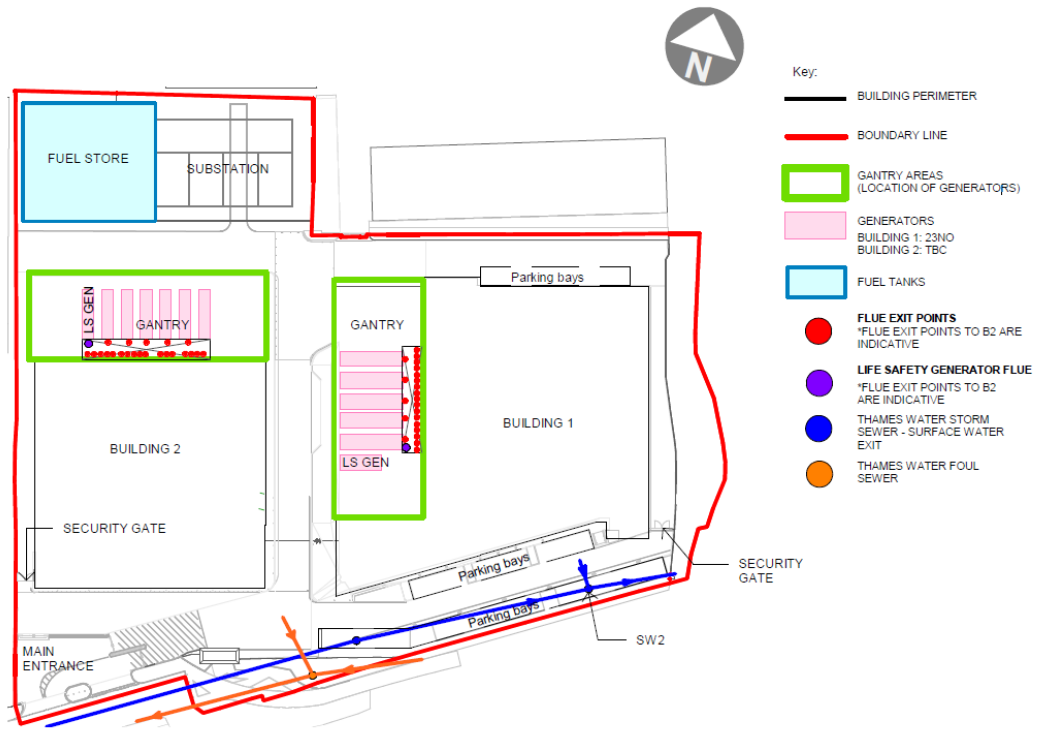 N
Key:
BUILDING PERIMETER
BOUNDARY LINE
GANTRY AREAS
(LOCATION OF GENERATORS)
GENERATORS
BUILDING 1: 23NO
BUILDING 2: TBC
FUEL TANKS
FLUE EXIT POINTS
*FLUE EXIT POINTS TO B2 ARE
INDICATIVE
LIFE SAFETY GENERATOR FLUE
*FLUE EXIT POINTS TO B2
ARE INDICATIVE
THAMES WATER STORM
SEWER - SURFACE WATER
EXIT
THAMES WATER FOUL
SEWER
FUEL STORE
SUBSTATION
Parking bays
LS GEN
GANTRY
GANTRY
BUILDING 1
BUILDING 2
LS GEN
SECURITY GATE
Parking bays
SECURITY
GATE
Parking bays
SW2
MAIN
ENTRANCE